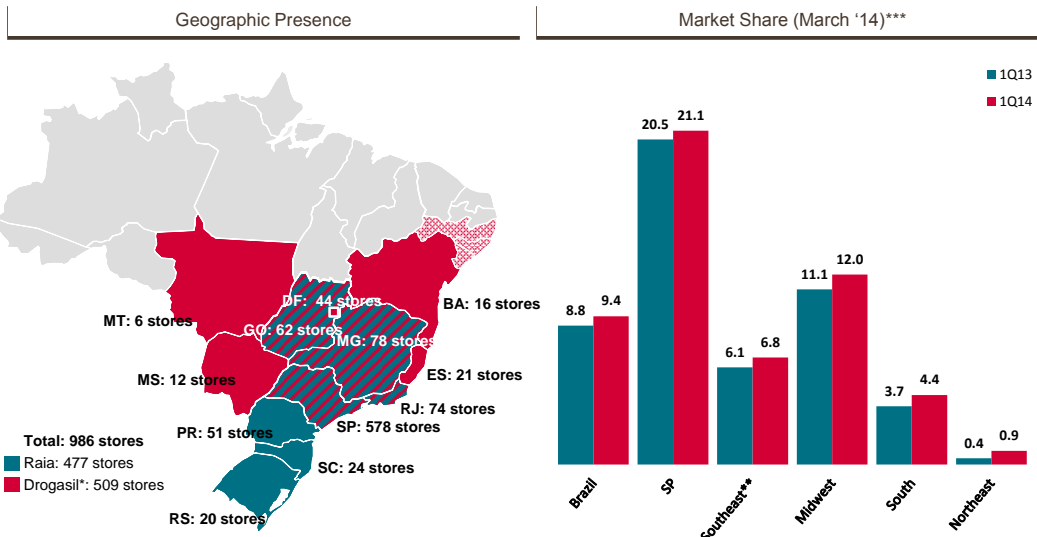 Geographic Presence
Market Share (March ‘14)***
1Q13
1Q14
DF: 44 stores
BA: 16 stores
MT: 6 stores
GO: 62 stores
MG: 78 stores
MS: 12 stores
ES: 21 stores
RJ: 74 stores
PR: 51 stores
SP: 578 stores
Total: 986 stores
Raia: 477 stores
SC: 24 stores
Drogasil*: 509 stores
RS: 20 stores
8.8
9.4
20.5
21.1
6.1
6.8
11.1
12.0
3.7
4.4
0.4
0.9
Brazil
SP
Southeast**
Midwest
South
Northeast